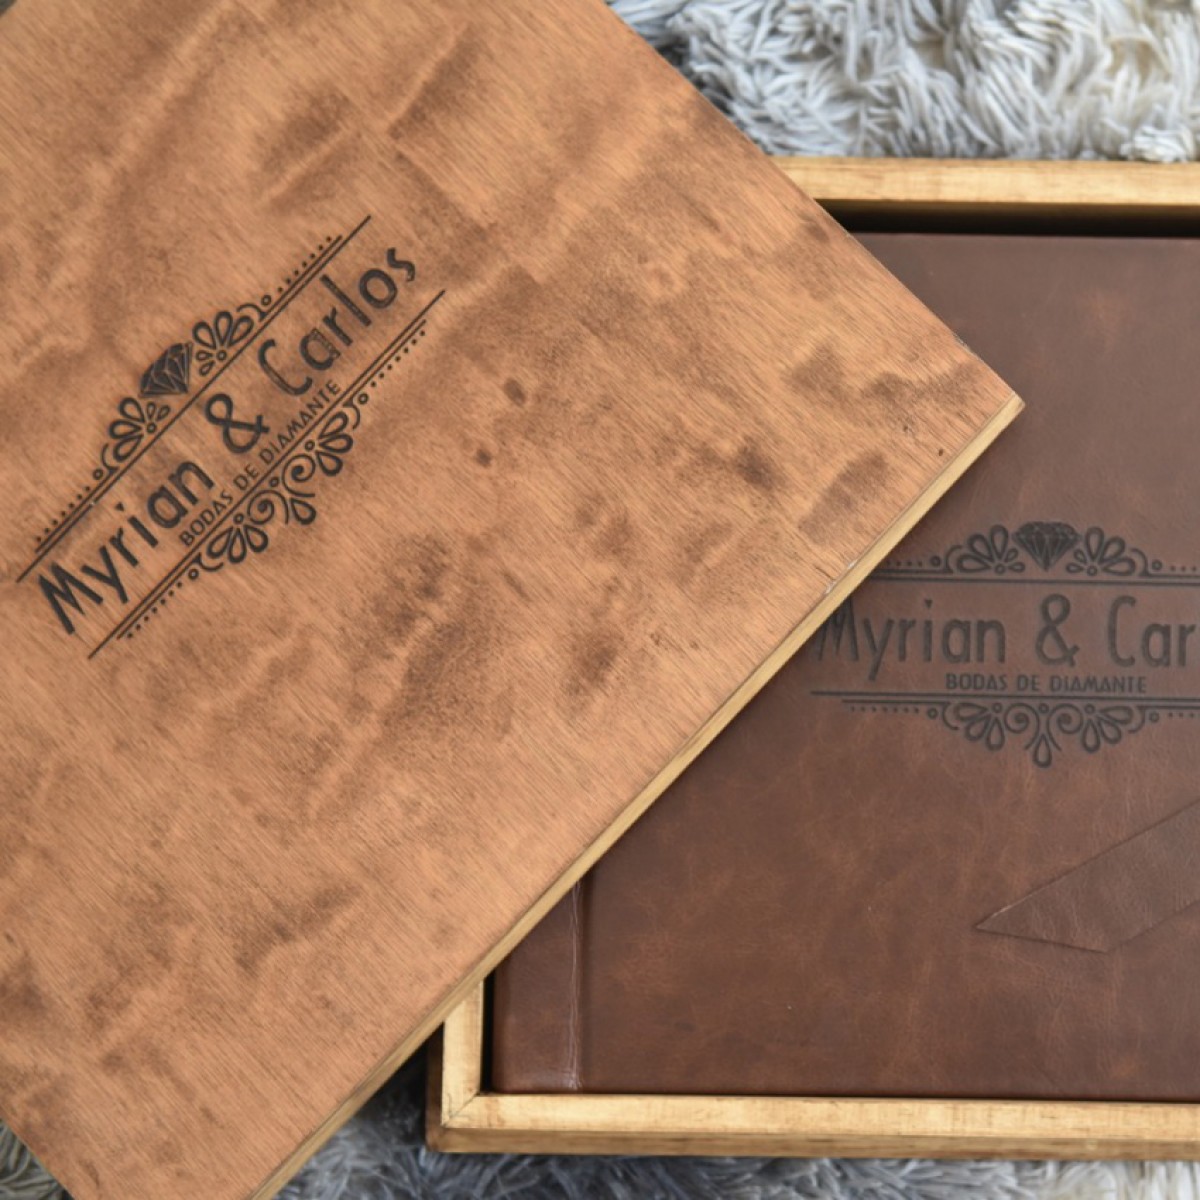 Myrian & Carlos
BODAS DE DIAMANTE
Myrian & Car
BODAS DE DIAMANTE